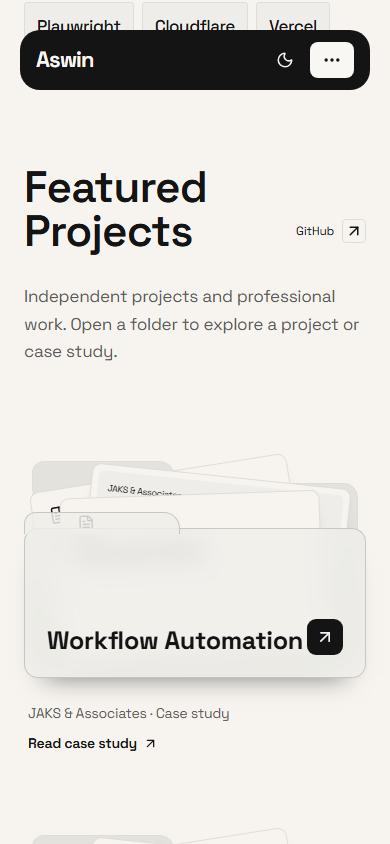 Playwright
Cloudflare
Vercel
Aswin
Featured
Projects
GitHub
Independent projects and professional
work. Open a folder to explore a project or
case study.
JAKS & Associates
Workflow Automation
JAKS & Associates · Case study
Read case study